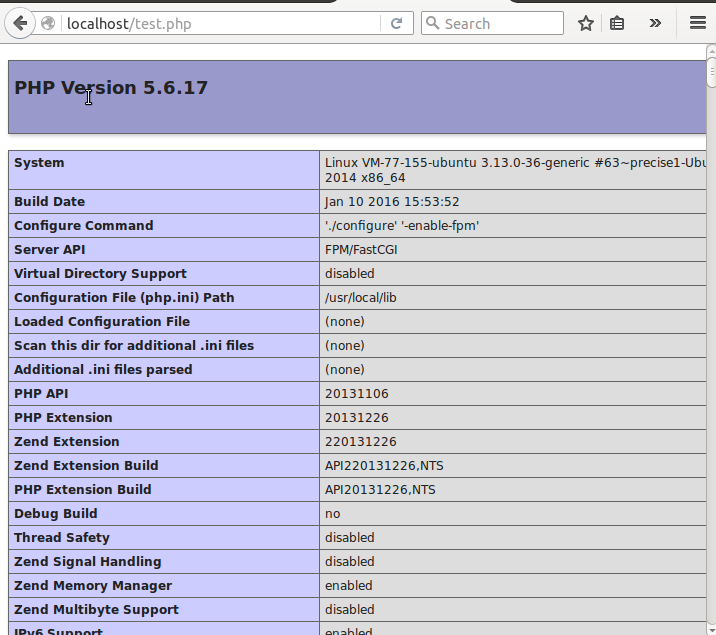 localhost/test.php
Search
PHP Version 5.6.17
System Linux VM-77-155-ubuntu 3.13.0-36-generic #63~precise1-Ubu
2014 x86_64
Build Date Jan 10 2016 15:53:52
Configure Command './configure' '-enable-fpm'
Server API FPM/FastCGI
Virtual Directory Support disabled
Configuration File (php.ini) Path /usr/local/lib
Loaded Configuration File (none)
Scan this dir for additional .ini files (none)
Additional .ini files parsed (none)
PHP API 20131106
PHP Extension 20131226
Zend Extension 220131226
Zend Extension Build API220131226,NTS
PHP Extension Build API20131226,NTS
Debug Build no
Thread Safety disabled
Zend Signal Handling disabled
Zend Memory Manager enabled
Zend Multibyte Support disabled
IPv6 Support enabled